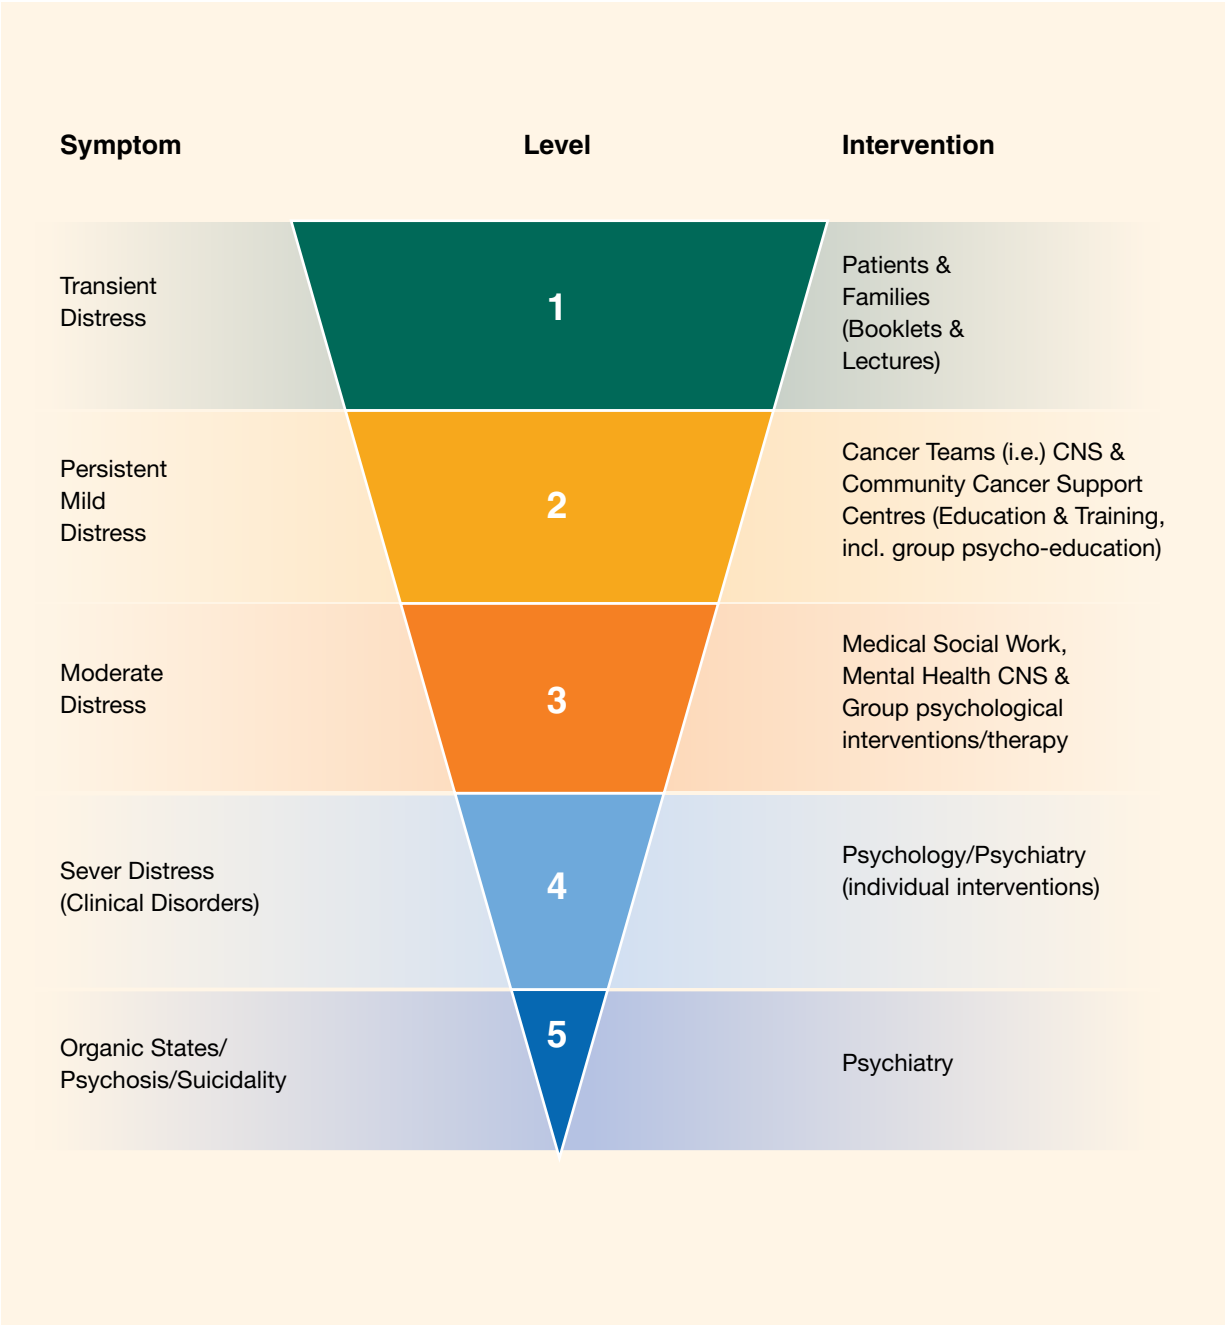 Symptom
Level
Intervention
Transient
Distress
1
Patients &
Families
(Booklets &
Lectures)
Persistent
Mild
Distress
2
Cancer Teams (i.e.) CNS &
Community Cancer Support
Centres (Education & Training,
incl. group psycho-education)
Moderate
Distress
3
Medical Social Work,
Mental Health CNS &
Group psychological
interventions/therapy
Sever Distress
(Clinical Disorders)
4
Psychology/Psychiatry
(individual interventions)
Organic States/
Psychosis/Suicidality
5
Psychiatry